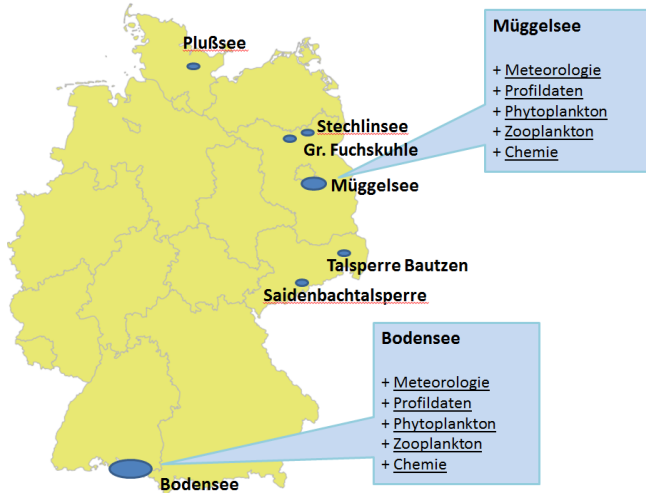 Müggelsee
+ Meteorologie
+ Profildaten
+ Phytoplankton
+ Zooplankton
+ Chemie
Plußsee
Stechlinsee
Gr. Fuchskuhle
Müggelsee
Talsperre Bautzen
Saidenbachtalsperre
Bodensee
+ Meteorologie
+ Profildaten
+ Phytoplankton
+ Zooplankton
+ Chemie
Bodensee